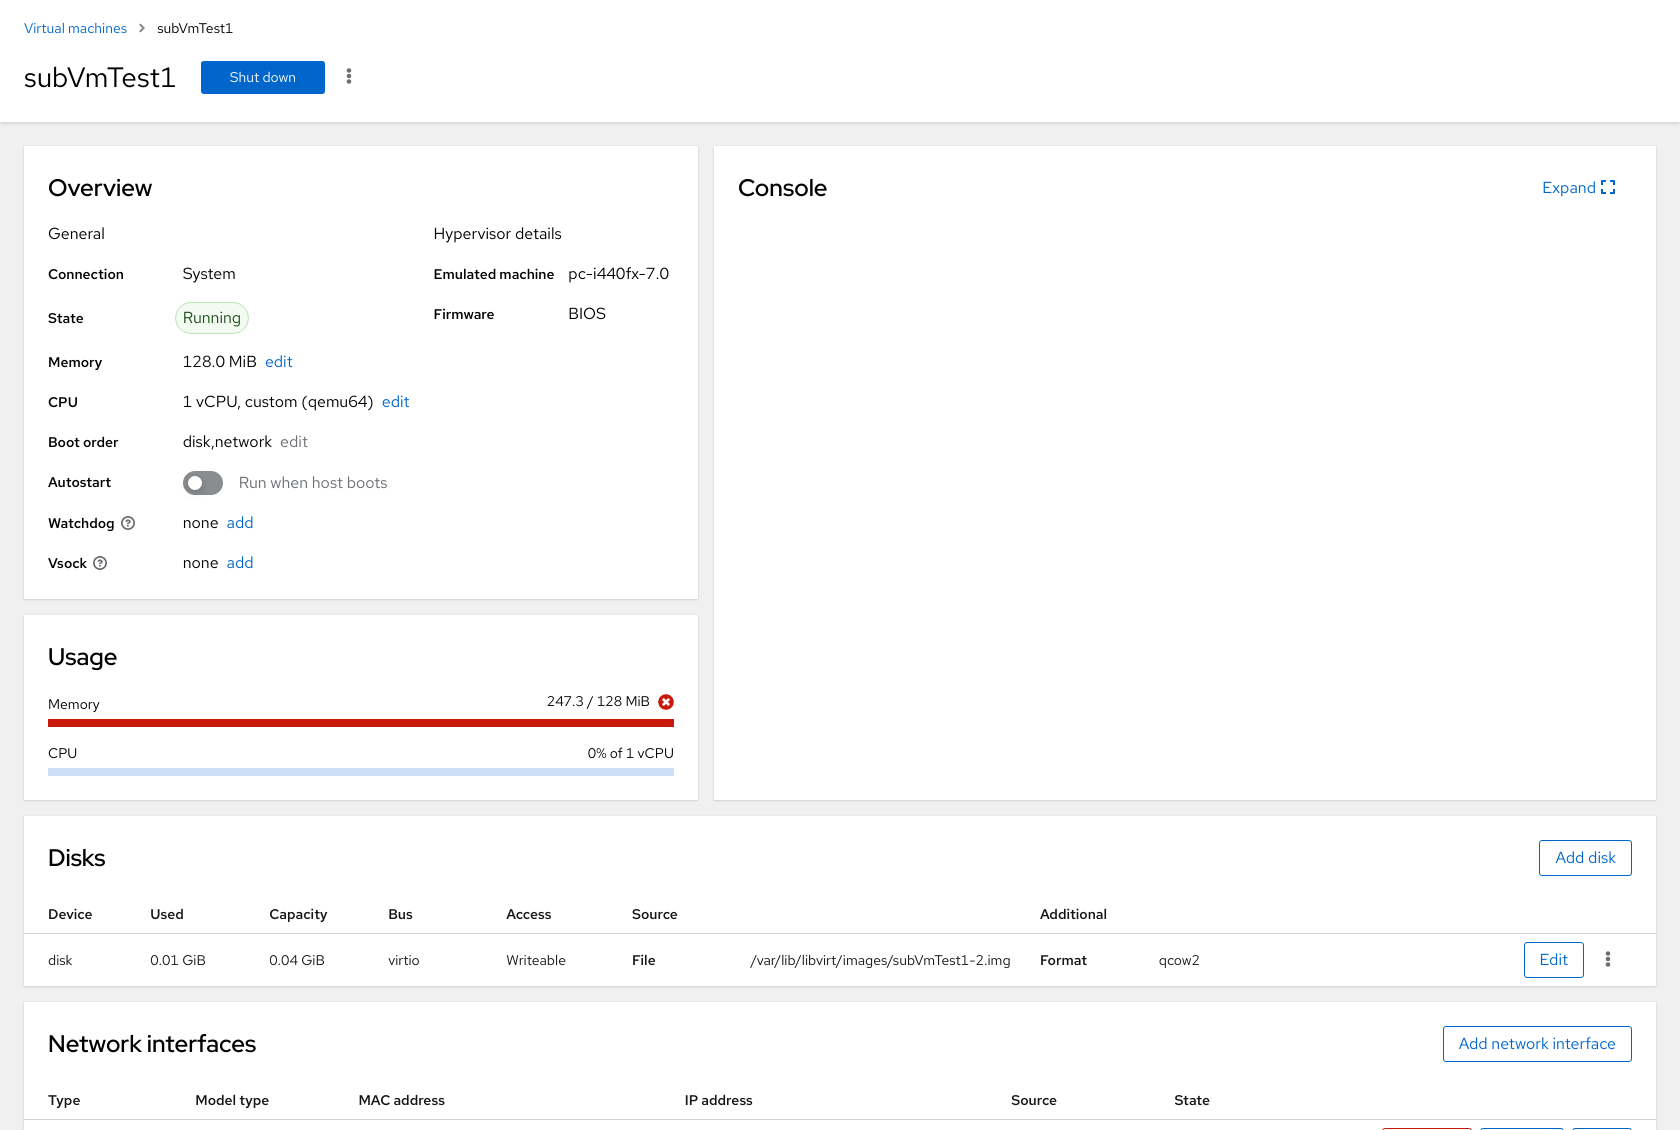 Virtual machines > subVmTest1
subVmTest1 Shut down
Overview
General
Connection System
State Running
Memory 128.0 MiB edit
CPU 1 vCPU, custom (qemu64) edit
Boot order disk,network edit
Autostart Run when host boots
Watchdog none add
Vsock none add
Hypervisor details
Emulated machine pc-i440fx-7.0
Firmware BIOS
Console Expand
Usage
Memory 247.3 / 128 MiB
CPU 0% of 1 vCPU
Disks Add disk
Device Used Capacity Bus Access Source Additional
disk 0.01 GiB 0.04 GiB virtio Writeable File /var/lib/libvirt/images/subVmTest1-2.img Format qcow2 Edit
Network interfaces Add network interface
Type Model type MAC address IP address Source State